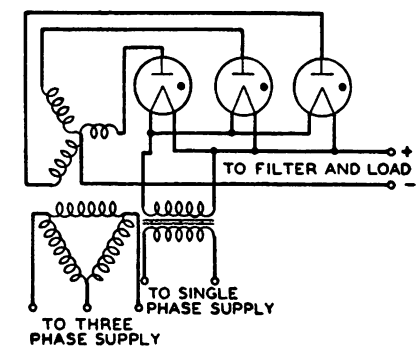 +
TO FILTER AND LOAD
-
TO SINGLE
PHASE SUPPLY
TO THREE
PHASE SUPPLY